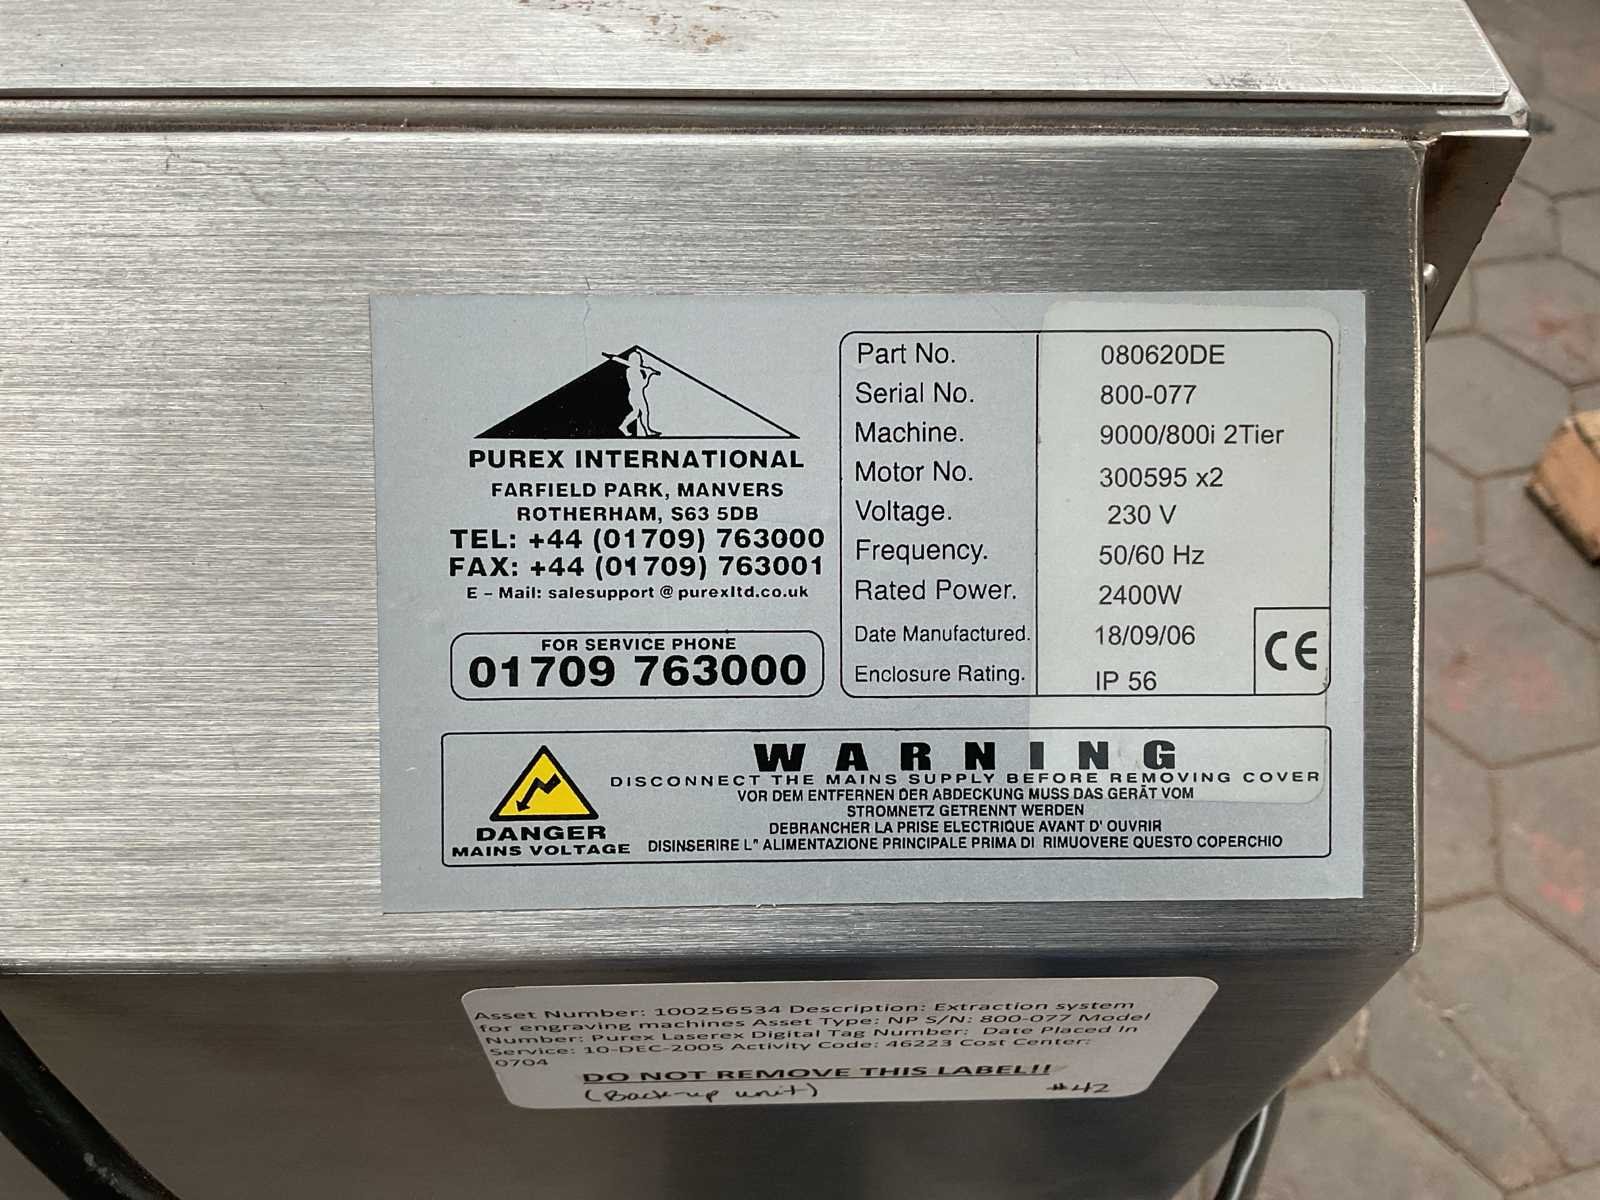 PUREX INTERNATIONAL
FARFIELD PARK, MANVERS
ROTHERHAM, S63 5DB
TEL: +44 (01709) 763000
FAX: +44 (01709) 763001
E - Mail: salesupport @ purexltd.co.uk
FOR SERVICE PHONE
01709 763000
Part No. 080620DE
Serial No. 800-077
Machine. 9000/800i 2Tier
Motor No. 300595 x2
Voltage. 230 V
Frequency. 50/60 Hz
Rated Power. 2400W
Date Manufactured. 18/09/06
Enclosure Rating. IP 56
CE
DANGER
MAINS VOLTAGE
WARNING
DISCONNECT THE MAINS SUPPLY BEFORE REMOVING COVER
VOR DEM ENTFERNEN DER ABDECKUNG MUSS DAS GERÄT VOM
STROMNETZ GETRENNT WERDEN
DEBRANCHER LA PRISE ELECTRIQUE AVANT D' OUVRIR
DISINSERIRE L" ALIMENTAZIONE PRINCIPALE PRIMA DI RIMUOVERE QUESTO COPERCHIO
Asset Number: 100256534 Description: Extraction system
for engraving machines Asset Type: NP S/N: 800-077 Model
Number: Purex Laserex Digital Tag Number: Date Placed In
Service: 10-DEC-2005 Activity Code: 46223 Cost Center:
0704
DO NOT REMOVE THIS LABEL!!
(Back-up unit) #42